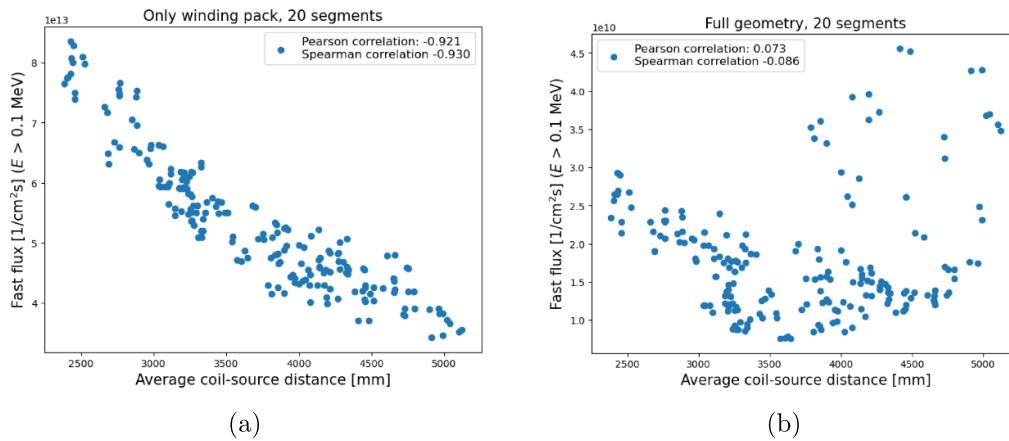 Only winding pack, 20 segments
1e13
Pearson correlation: -0.921
Spearman correlation -0.930
8
7
6
5
4
Fast flux [1/cm²s] (E > 0.1 MeV)
2500 3000 3500 4000 4500 5000
Average coil-source distance [mm]
(a)
Full geometry, 20 segments
1e10
Pearson correlation: 0.073
Spearman correlation -0.086
4.5
4.0
3.5
3.0
2.5
2.0
1.5
1.0
Fast flux [1/cm²s] (E > 0.1 MeV)
2500 3000 3500 4000 4500 5000
Average coil-source distance [mm]
(b)